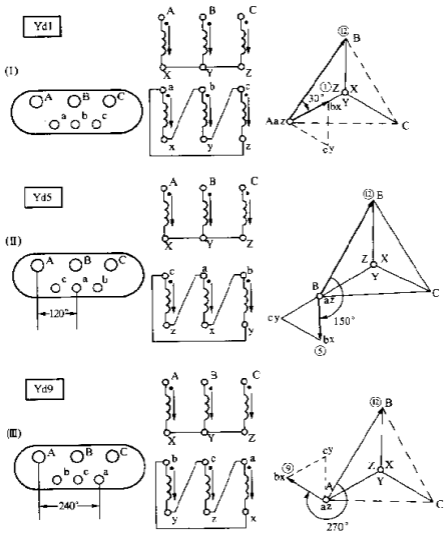 Yd1
(I)
A B C
a b c
A B C
X Y Z
a b c
x y z
⑫
B
30°
①
bx
Z X
Y
Aaz
cy
C
Yd5
(II)
A B C
c a b
120°
A B C
X Y Z
c a b
z x y
⑫
E
Z X
Y
B
az
C
cy
150°
bx
⑤
Yd9
(III)
A B C
b c a
240°
A B C
X Y Z
b c a
y z x
⑫
B
⑨
cy
bx
Z X
Y
A
az
C
270°